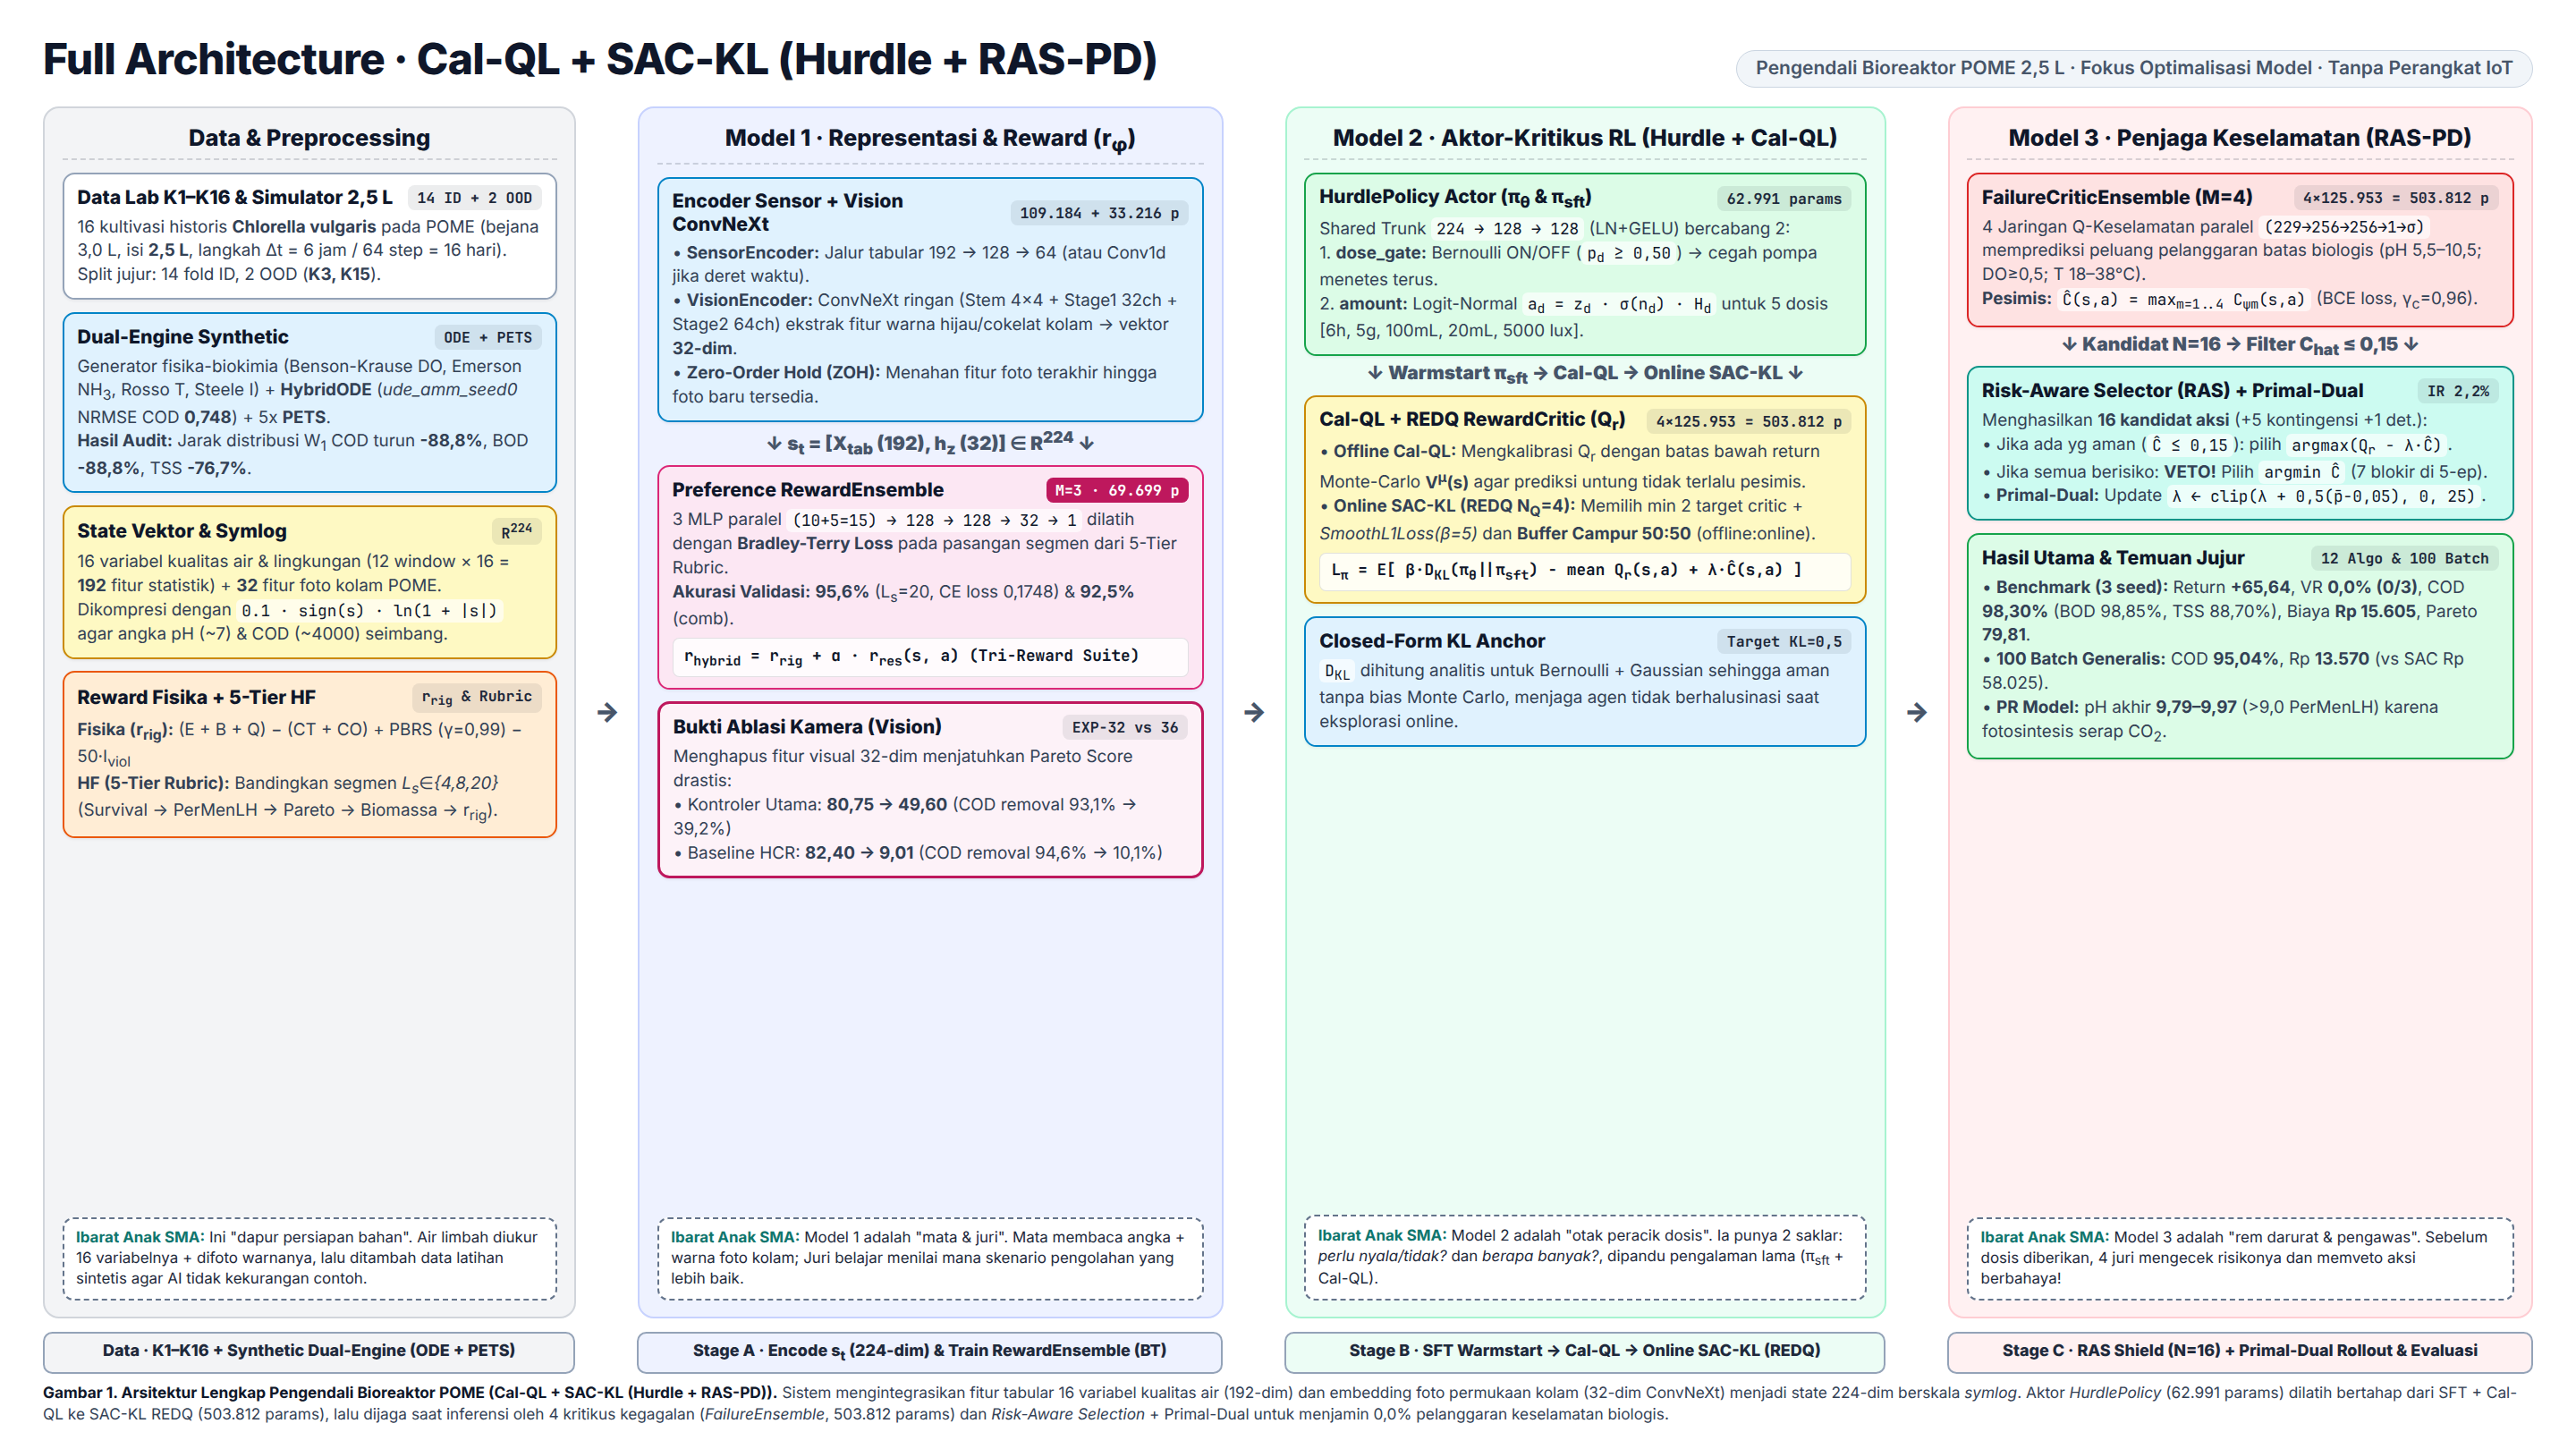 Full Architecture · Cal-QL + SAC-KL (Hurdle + RAS-PD)
Pengendali Bioreaktor POME 2,5 L · Fokus Optimalisasi Model · Tanpa Perangkat IoT
Data & Preprocessing
Data Lab K1–K16 & Simulator 2,5 L
14 ID + 2 OOD
16 kultivasi historis Chlorella vulgaris pada POME (bejana
3,0 L, isi 2,5 L, langkah Δt = 6 jam / 64 step = 16 hari).
Split jujur: 14 fold ID, 2 OOD (K3, K15).
Dual-Engine Synthetic
ODE + PETS
Generator fisika-biokimia (Benson-Krause DO, Emerson
NH3, Rosso T, Steele I) + HybridODE (ude_amm_seed0
NRMSE COD 0,748) + 5x PETS.
Hasil Audit: Jarak distribusi W1 COD turun -88,8%, BOD
-88,8%, TSS -76,7%.
State Vektor & Symlog
R224
16 variabel kualitas air & lingkungan (12 window × 16 =
192 fitur statistik) + 32 fitur foto kolam POME.
Dikompresi dengan 0.1 · sign(s) · ln(1 + |s|)
agar angka pH (~7) & COD (~4000) seimbang.
Reward Fisika + 5-Tier HF
rrig & Rubric
Fisika (rrig): (E + B + Q) − (CT + CO) + PBRS (γ=0,99) −
50·Iviol
HF (5-Tier Rubric): Bandingkan segmen Ls∈{4,8,20}
(Survival → PerMenLH → Pareto → Biomassa → rrig).
Ibarat Anak SMA: Ini "dapur persiapan bahan". Air limbah diukur
16 variabelnya + difoto warnanya, lalu ditambah data latihan
sintetis agar AI tidak kekurangan contoh.
→
Model 1 · Representasi & Reward (rφ)
Encoder Sensor + Vision
ConvNeXt
109.184 + 33.216 p
• SensorEncoder: Jalur tabular 192 → 128 → 64 (atau Conv1d
jika deret waktu).
• VisionEncoder: ConvNeXt ringan (Stem 4×4 + Stage1 32ch +
Stage2 64ch) ekstrak fitur warna hijau/cokelat kolam → vektor
32-dim.
• Zero-Order Hold (ZOH): Menahan fitur foto terakhir hingga
foto baru tersedia.
↓ st = [Xtab (192), hz (32)] ∈ R224 ↓
Preference RewardEnsemble
M=3 · 69.699 p
3 MLP paralel (10+5=15) → 128 → 128 → 32 → 1 dilatih
dengan Bradley-Terry Loss pada pasangan segmen dari 5-Tier
Rubric.
Akurasi Validasi: 95,6% (Ls=20, CE loss 0,1748) & 92,5%
(comb).
rhybrid = rrig + α · rres(s, a) (Tri-Reward Suite)
Bukti Ablasi Kamera (Vision)
EXP-32 vs 36
Menghapus fitur visual 32-dim menjatuhkan Pareto Score
drastis:
• Kontroler Utama: 80,75 → 49,60 (COD removal 93,1% →
39,2%)
• Baseline HCR: 82,40 → 9,01 (COD removal 94,6% → 10,1%)
Ibarat Anak SMA: Model 1 adalah "mata & juri". Mata membaca angka +
warna foto kolam; Juri belajar menilai mana skenario pengolahan yang
lebih baik.
→
Model 2 · Aktor-Kritikus RL (Hurdle + Cal-QL)
HurdlePolicy Actor (πθ & πsft)
62.991 params
Shared Trunk 224 → 128 → 128 (LN+GELU) bercabang 2:
1. dose_gate: Bernoulli ON/OFF ( pd ≥ 0,50 ) → cegah pompa
menetes terus.
2. amount: Logit-Normal ad = zd · σ(nd) · Hd untuk 5 dosis
[6h, 5g, 100mL, 20mL, 5000 lux].
↓ Warmstart πsft → Cal-QL → Online SAC-KL ↓
Cal-QL + REDQ RewardCritic (Qr)
4×125.953 = 503.812 p
• Offline Cal-QL: Mengkalibrasi Qr dengan batas bawah return
Monte-Carlo Vμ(s) agar prediksi untung tidak terlalu pesimis.
• Online SAC-KL (REDQ NQ=4): Memilih min 2 target critic +
SmoothL1Loss(β=5) dan Buffer Campur 50:50 (offline:online).
Lπ = E[ β·DKL(πθ||πsft) - mean Qr(s,a) + λ·Ĉ(s,a) ]
Closed-Form KL Anchor
Target KL=0,5
DKL dihitung analitis untuk Bernoulli + Gaussian sehingga aman
tanpa bias Monte Carlo, menjaga agen tidak berhalusinasi saat
eksplorasi online.
Ibarat Anak SMA: Model 2 adalah "otak peracik dosis". Ia punya 2 saklar:
perlu nyala/tidak? dan berapa banyak?, dipandu pengalaman lama (πsft +
Cal-QL).
→
Model 3 · Penjaga Keselamatan (RAS-PD)
FailureCriticEnsemble (M=4)
4×125.953 = 503.812 p
4 Jaringan Q-Keselamatan paralel (229→256→256→1→σ)
memprediksi peluang pelanggaran batas biologis (pH 5,5–10,5;
DO≥0,5; T 18–38°C).
Pesimis: Ĉ(s,a) = maxm=1..4 Cψm(s,a) (BCE loss, γc=0,96).
↓ Kandidat N=16 → Filter Chat ≤ 0,15 ↓
Risk-Aware Selector (RAS) + Primal-Dual
IR 2,2%
Menghasilkan 16 kandidat aksi (+5 kontingensi +1 det.):
• Jika ada yg aman ( Ĉ ≤ 0,15 ): pilih argmax(Qr - λ·Ĉ) .
• Jika semua berisiko: VETO! Pilih argmin Ĉ (7 blokir di 5-ep).
• Primal-Dual: Update λ ← clip(λ + 0,5(p̄-0,05), 0, 25) .
Hasil Utama & Temuan Jujur
12 Algo & 100 Batch
• Benchmark (3 seed): Return +65,64, VR 0,0% (0/3), COD
98,30% (BOD 98,85%, TSS 88,70%), Biaya Rp 15.605, Pareto
79,81.
• 100 Batch Generalis: COD 95,04%, Rp 13.570 (vs SAC Rp
58.025).
• PR Model: pH akhir 9,79–9,97 (>9,0 PerMenLH) karena
fotosintesis serap CO2.
Ibarat Anak SMA: Model 3 adalah "rem darurat & pengawas". Sebelum
dosis diberikan, 4 juri mengecek risikonya dan memveto aksi
berbahaya!
Data · K1–K16 + Synthetic Dual-Engine (ODE + PETS)
Stage A · Encode st (224-dim) & Train RewardEnsemble (BT)
Stage B · SFT Warmstart → Cal-QL → Online SAC-KL (REDQ)
Stage C · RAS Shield (N=16) + Primal-Dual Rollout & Evaluasi
Gambar 1. Arsitektur Lengkap Pengendali Bioreaktor POME (Cal-QL + SAC-KL (Hurdle + RAS-PD)). Sistem mengintegrasikan fitur tabular 16 variabel kualitas air (192-dim) dan embedding foto permukaan kolam (32-dim ConvNeXt) menjadi state 224-dim berskala symlog. Aktor HurdlePolicy (62.991 params) dilatih bertahap dari SFT + Cal-
QL ke SAC-KL REDQ (503.812 params), lalu dijaga saat inferensi oleh 4 kritikus kegagalan (FailureEnsemble, 503.812 params) dan Risk-Aware Selection + Primal-Dual untuk menjamin 0,0% pelanggaran keselamatan biologis.